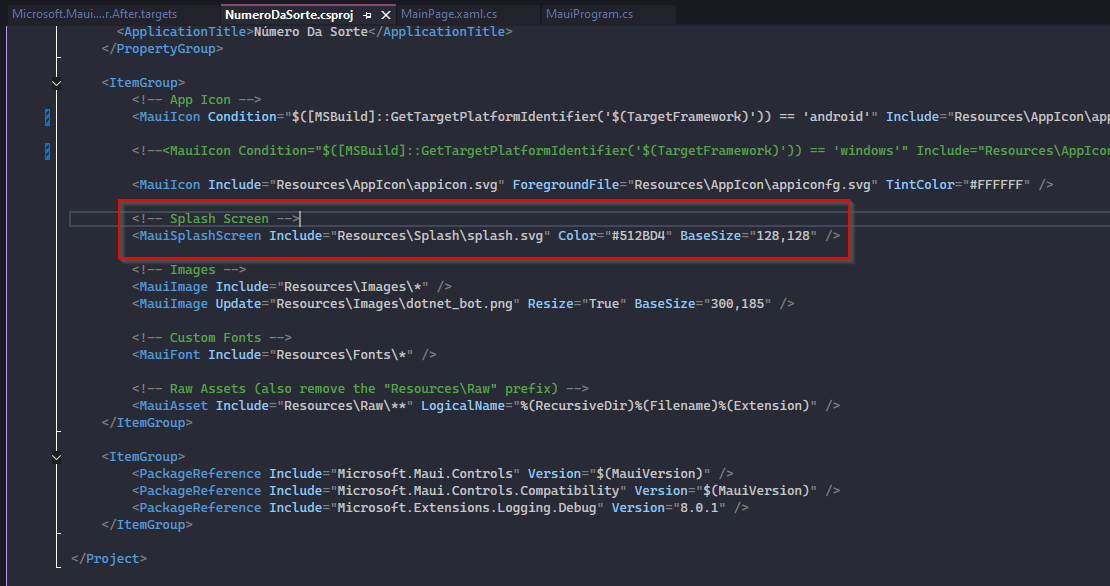 Microsoft.Maui....r.After.targets NumeroDaSorte.csproj MainPage.xaml.cs MauiProgram.cs
<ApplicationTitle>Número Da Sorte</ApplicationTitle>
</PropertyGroup>
<ItemGroup>
<!-- App Icon -->
<MauiIcon Condition="$([MSBuild]::GetTargetPlatformIdentifier('$(TargetFramework)')) == 'android'" Include="Resources\AppIcon\app
<!--<MauiIcon Condition="$([MSBuild]::GetTargetPlatformIdentifier('$(TargetFramework)')) == 'windows'" Include="Resources\AppIcon
<MauiIcon Include="Resources\AppIcon\appicon.svg" ForegroundFile="Resources\AppIcon\appiconfg.svg" TintColor="#FFFFFF" />
<!-- Splash Screen -->
<MauiSplashScreen Include="Resources\Splash\splash.svg" Color="#512BD4" BaseSize="128,128" />
<!-- Images -->
<MauiImage Include="Resources\Images\*" />
<MauiImage Update="Resources\Images\dotnet_bot.png" Resize="True" BaseSize="300,185" />
<!-- Custom Fonts -->
<MauiFont Include="Resources\Fonts\*" />
<!-- Raw Assets (also remove the "Resources\Raw" prefix) -->
<MauiAsset Include="Resources\Raw\**" LogicalName="%(RecursiveDir)%(Filename)%(Extension)" />
</ItemGroup>
<ItemGroup>
<PackageReference Include="Microsoft.Maui.Controls" Version="$(MauiVersion)" />
<PackageReference Include="Microsoft.Maui.Controls.Compatibility" Version="$(MauiVersion)" />
<PackageReference Include="Microsoft.Extensions.Logging.Debug" Version="8.0.1" />
</ItemGroup>
</Project>